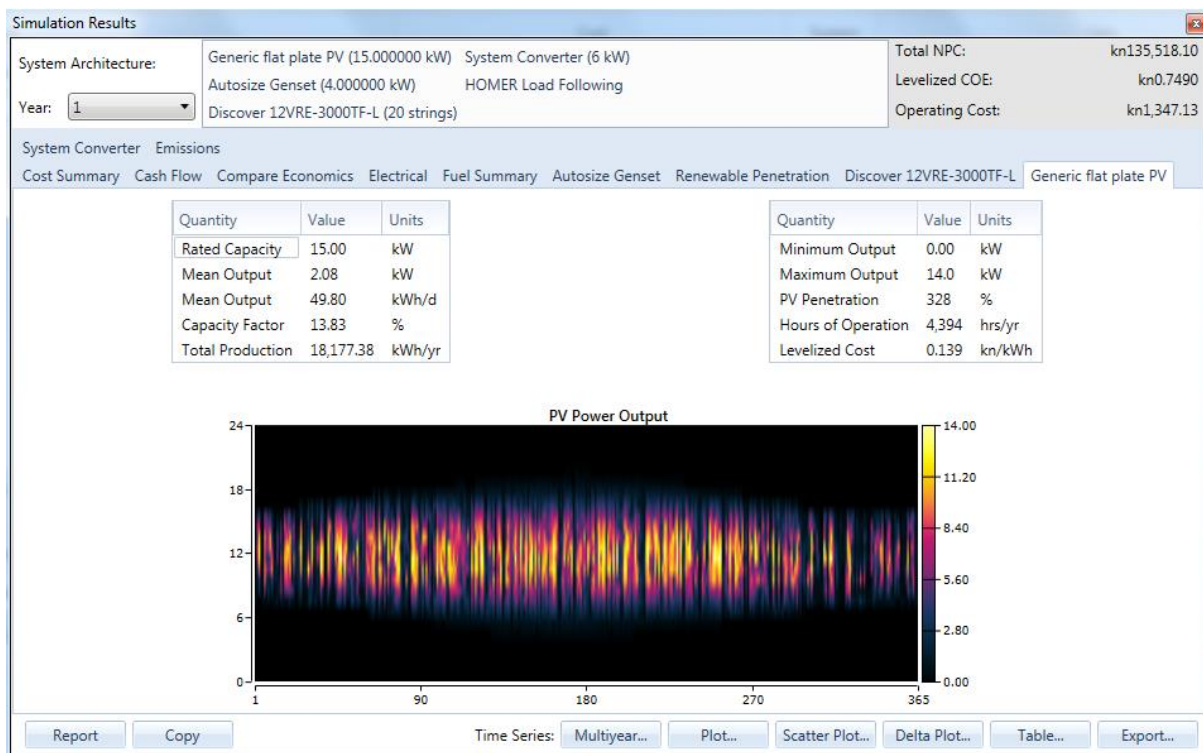 Simulation Results
System Architecture:
Generic flat plate PV (15.000000 kW) System Converter (6 kW)
Autosize Genset (4.000000 kW) HOMER Load Following
Discover 12VRE-3000TF-L (20 strings)
Year: 1
Total NPC: kn135,518.10
Levelized COE: kn0.7490
Operating Cost: kn1,347.13
System Converter Emissions
Cost Summary Cash Flow Compare Economics Electrical Fuel Summary Autosize Genset Renewable Penetration Discover 12VRE-3000TF-L Generic flat plate PV
Quantity Value Units
Rated Capacity 15.00 kW
Mean Output 2.08 kW
Mean Output 49.80 kWh/d
Capacity Factor 13.83 %
Total Production 18,177.38 kWh/yr
Quantity Value Units
Minimum Output 0.00 kW
Maximum Output 14.0 kW
PV Penetration 328 %
Hours of Operation 4,394 hrs/yr
Levelized Cost 0.139 kn/kWh
PV Power Output
24
18
12
6
0
1 90 180 270 365
14.00
11.20
8.40
5.60
2.80
0.00
Report Copy Time Series: Multiyear... Plot... Scatter Plot... Delta Plot... Table... Export...